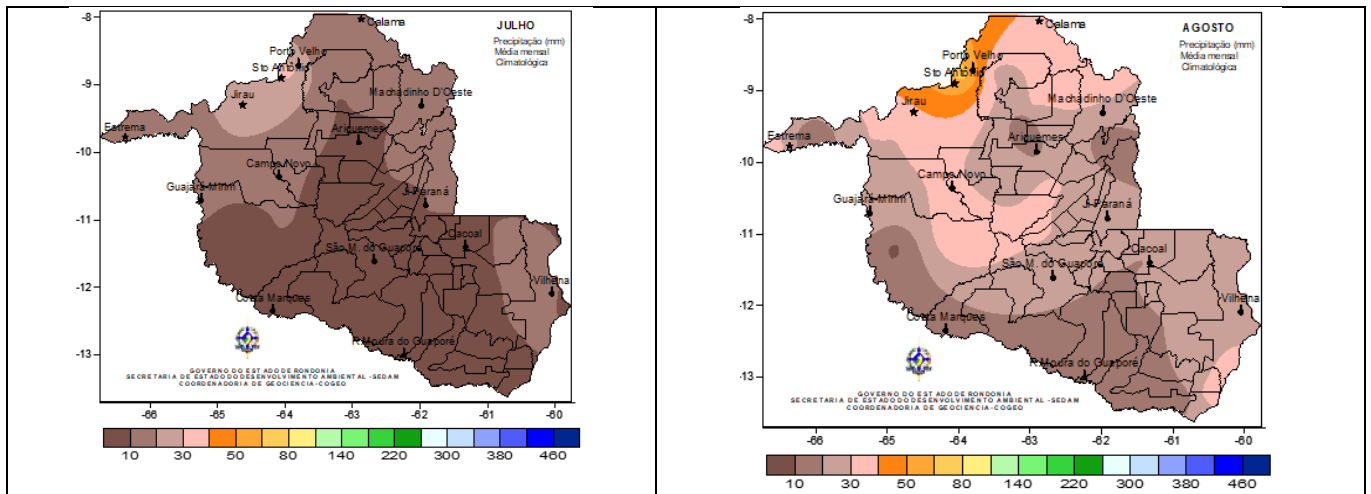 JULHO
Precipitação (mm)
Média mensal
Climatológica
Calama
Porto Velho
Sto Antônio
Jirau
Machadinho D'Oeste
Estrema
Ariquemes
Campo Novo
Guajará-Mirim
Ji-Paraná
Cacoal
São M. do Guaporé
Vilhena
Costa Marques
P.Moura do Guaporé
-8
-9
-10
-11
-12
-13
GOVERNO DO ESTADO DE RONDONIA
SECRETARIA DE ESTADO DO DESENVOLVIMENTO AMBIENTAL -SEDAM
COORDENADORIA DE GEOCIENCIA-COGEO
-66 -65 -64 -63 -62 -61 -60
10 30 50 80 140 220 300 380 460
AGOSTO
Precipitação (mm)
Média mensal
Climatológica
Calama
Porto Velho
Sto Antônio
Jirau
Machadinho D'Oeste
Estrema
Ariquemes
Campo Novo
Guajará-Mirim
Ji-Paraná
Cacoal
São M. do Guaporé
Vilhena
Costa Marques
P.Moura do Guaporé
-8
-9
-10
-11
-12
-13
GOVERNO DO ESTADO DE RONDONIA
SECRETARIA DE ESTADO DO DESENVOLVIMENTO AMBIENTAL -SEDAM
COORDENADORIA DE GEOCIENCIA-COGEO
-66 -65 -64 -63 -62 -61 -60
10 30 50 80 140 220 300 380 460